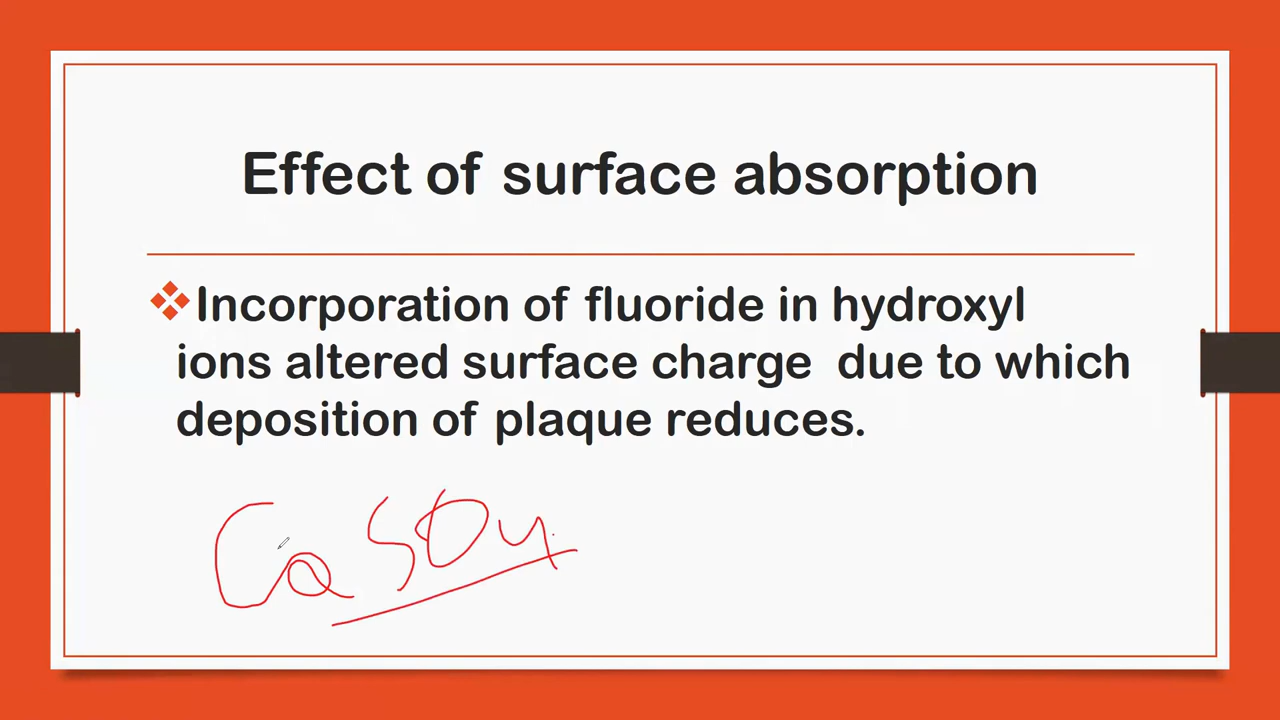 Effect of surface absorption
❖Incorporation of fluoride in hydroxyl
ions altered surface charge due to which
deposition of plaque reduces.
CaSO4